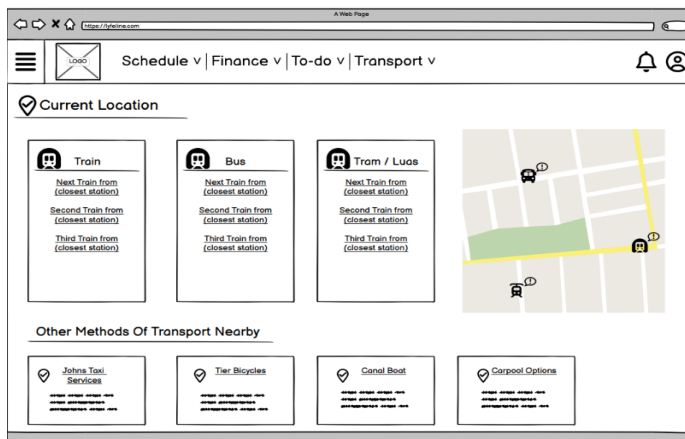 A Web Page
https://lyfeline.com
LOGO
Schedule v | Finance v | To-do v | Transport v
Current Location
Train
Next Train from
(closest station)
Second Train from
(closest station)
Third Train from
(closest station)
Bus
Next Train from
(closest station)
Second Train from
(closest station)
Third Train from
(closest station)
Tram / Luas
Next Train from
(closest station)
Second Train from
(closest station)
Third Train from
(closest station)
Other Methods Of Transport Nearby
Johns Taxi
Services
Tier Bicycles
Canal Boat
Carpool Options